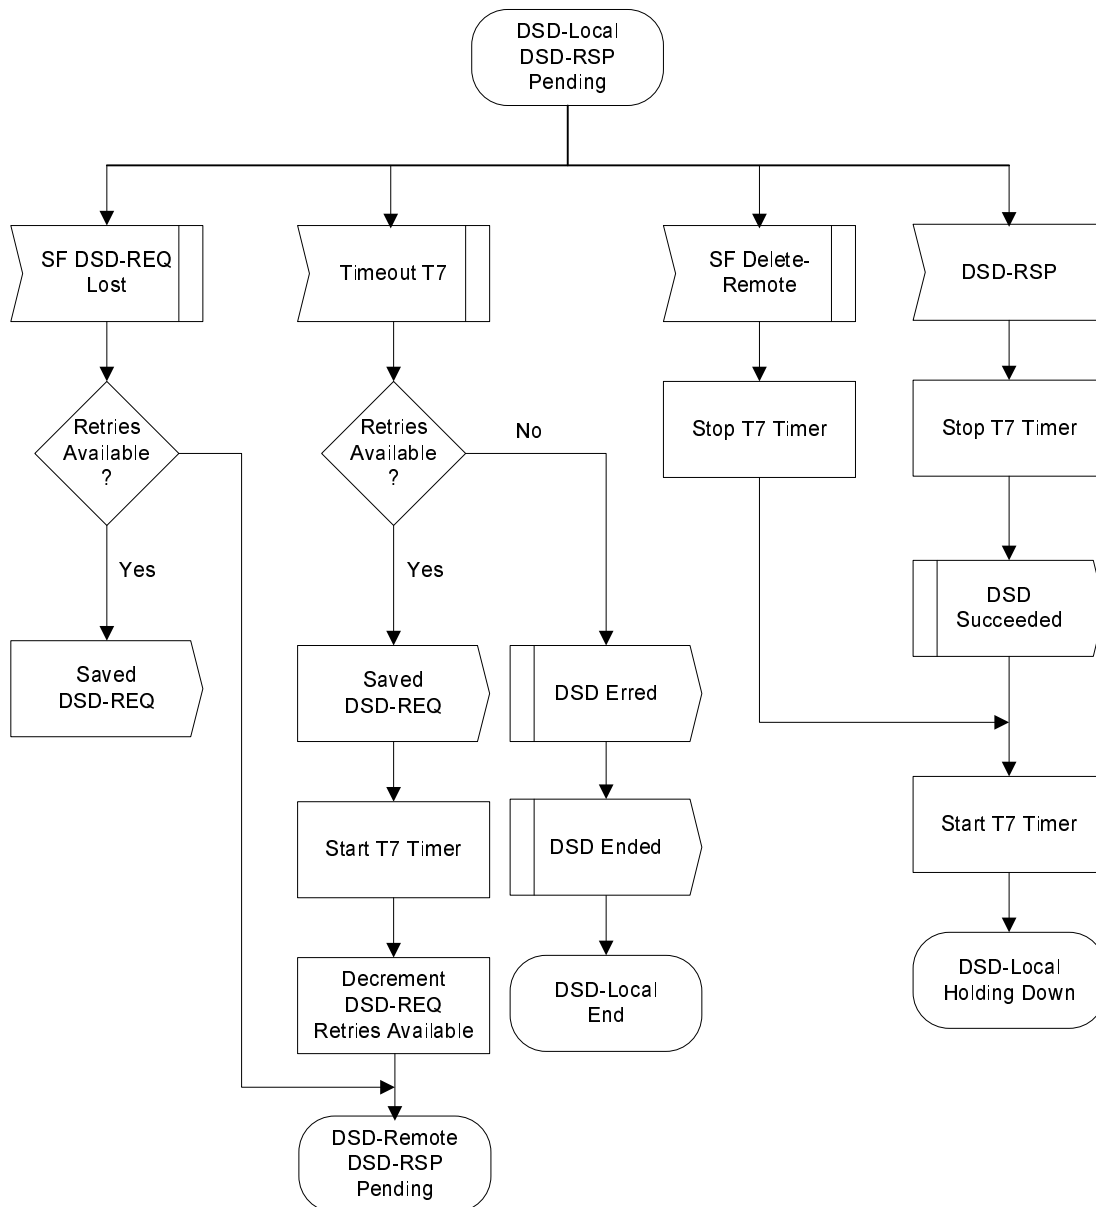 DSD-Local
DSD-RSP
Pending
SF DSD-REQ
Lost
Timeout T7
SF Delete-
Remote
DSD-RSP
Retries
Available
?
Retries
Available
?
No
Stop T7 Timer
Stop T7 Timer
Yes
Yes
DSD
Succeeded
Saved
DSD-REQ
Saved
DSD-REQ
DSD Erred
Start T7 Timer
DSD Ended
Start T7 Timer
Decrement
DSD-REQ
Retries Available
DSD-Local
End
DSD-Local
Holding Down
DSD-Remote
DSD-RSP
Pending